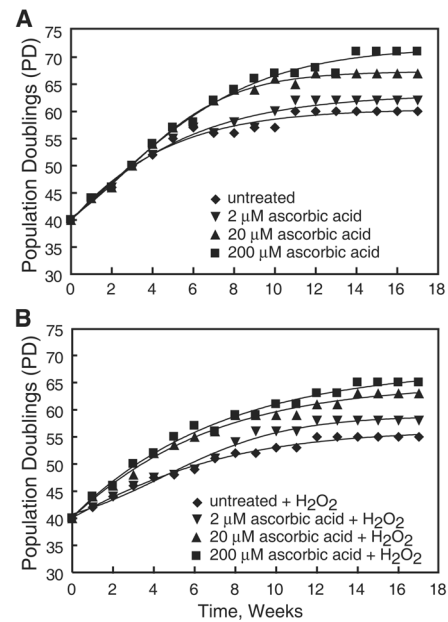 A
Population Doublings (PD)
75
70
65
60
55
50
45
40
35
30
untreated
2 µM ascorbic acid
20 µM ascorbic acid
200 µM ascorbic acid
0 2 4 6 8 10 12 14 16 18
B
Population Doublings (PD)
75
70
65
60
55
50
45
40
35
30
untreated + H2O2
2 µM ascorbic acid + H2O2
20 µM ascorbic acid + H2O2
200 µM ascorbic acid + H2O2
0 2 4 6 8 10 12 14 16 18
Time, Weeks